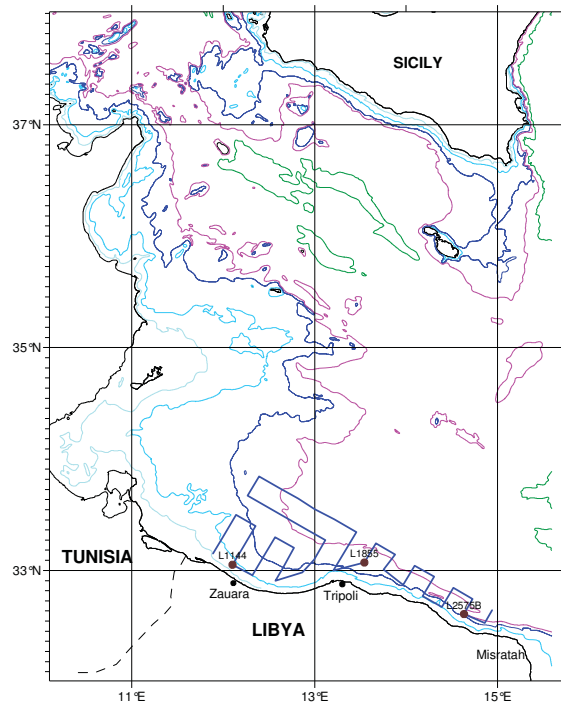 SICILY
37°N
35°N
TUNISIA
L1144
L1855
33°N
Zauara
Tripoli
L2575B
LIBYA
Misratah
11°E
13°E
15°E